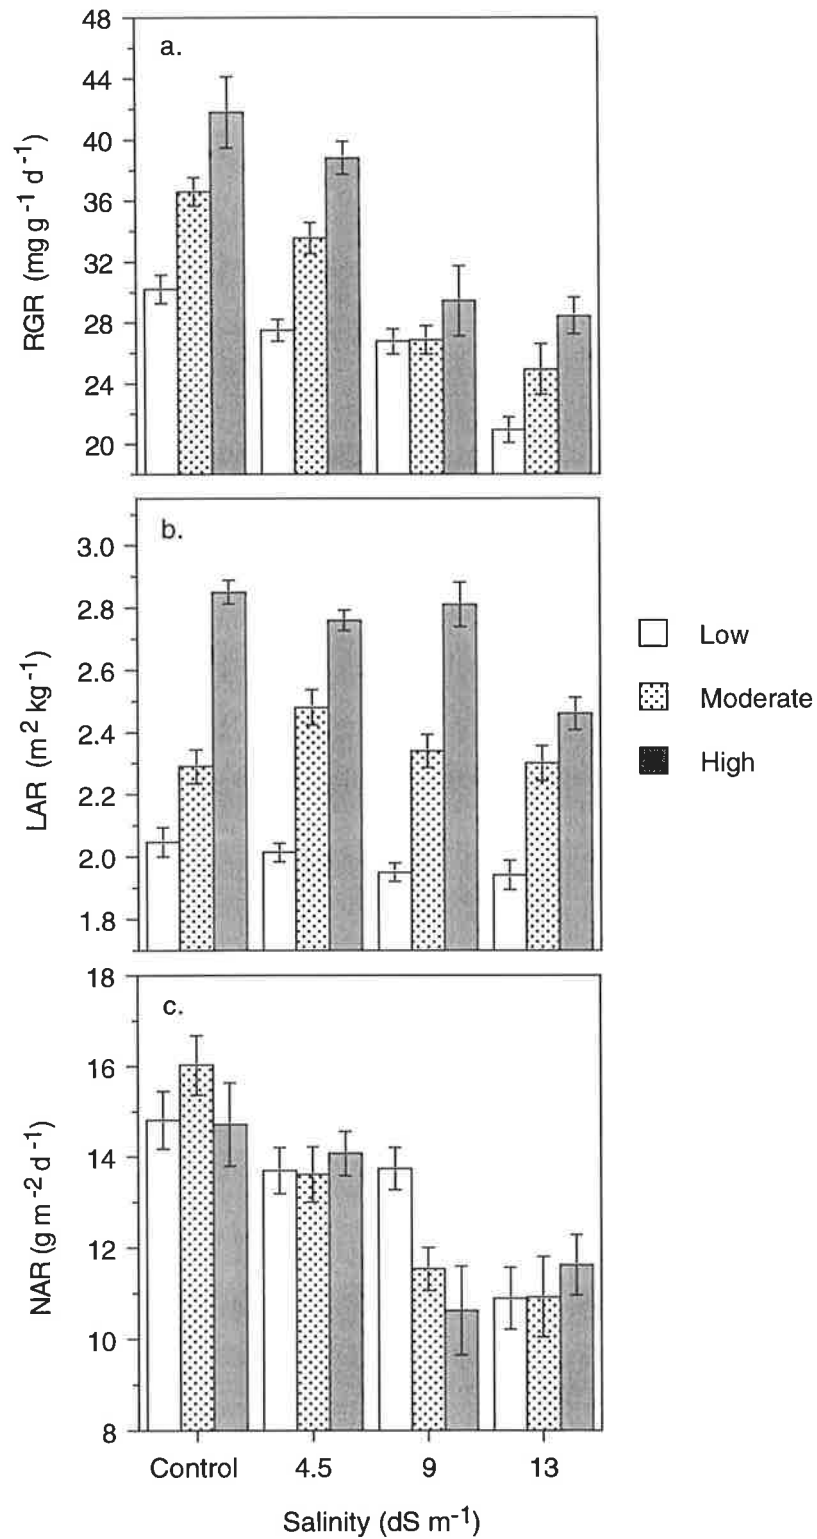 a.
48
44
40
36
32
28
24
20
RGR (mg g⁻¹ d⁻¹)
b.
3.0
2.8
2.6
2.4
2.2
2.0
1.8
LAR (m² kg⁻¹)
Low
Moderate
High
c.
18
16
14
12
10
8
NAR (g m⁻² d⁻¹)
Control 4.5 9 13
Salinity (dS m⁻¹)